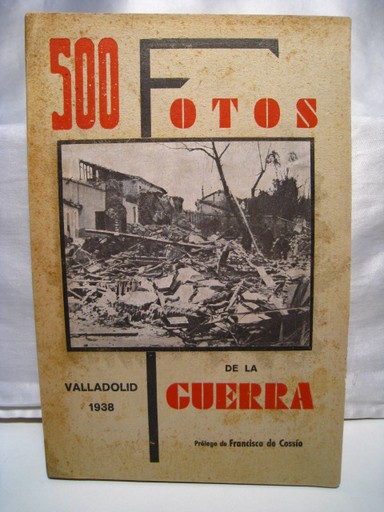 500 FOTOS
DE LA
VALLADOLID
1938
GUERRA
Prólogo de Francisco de Cossío